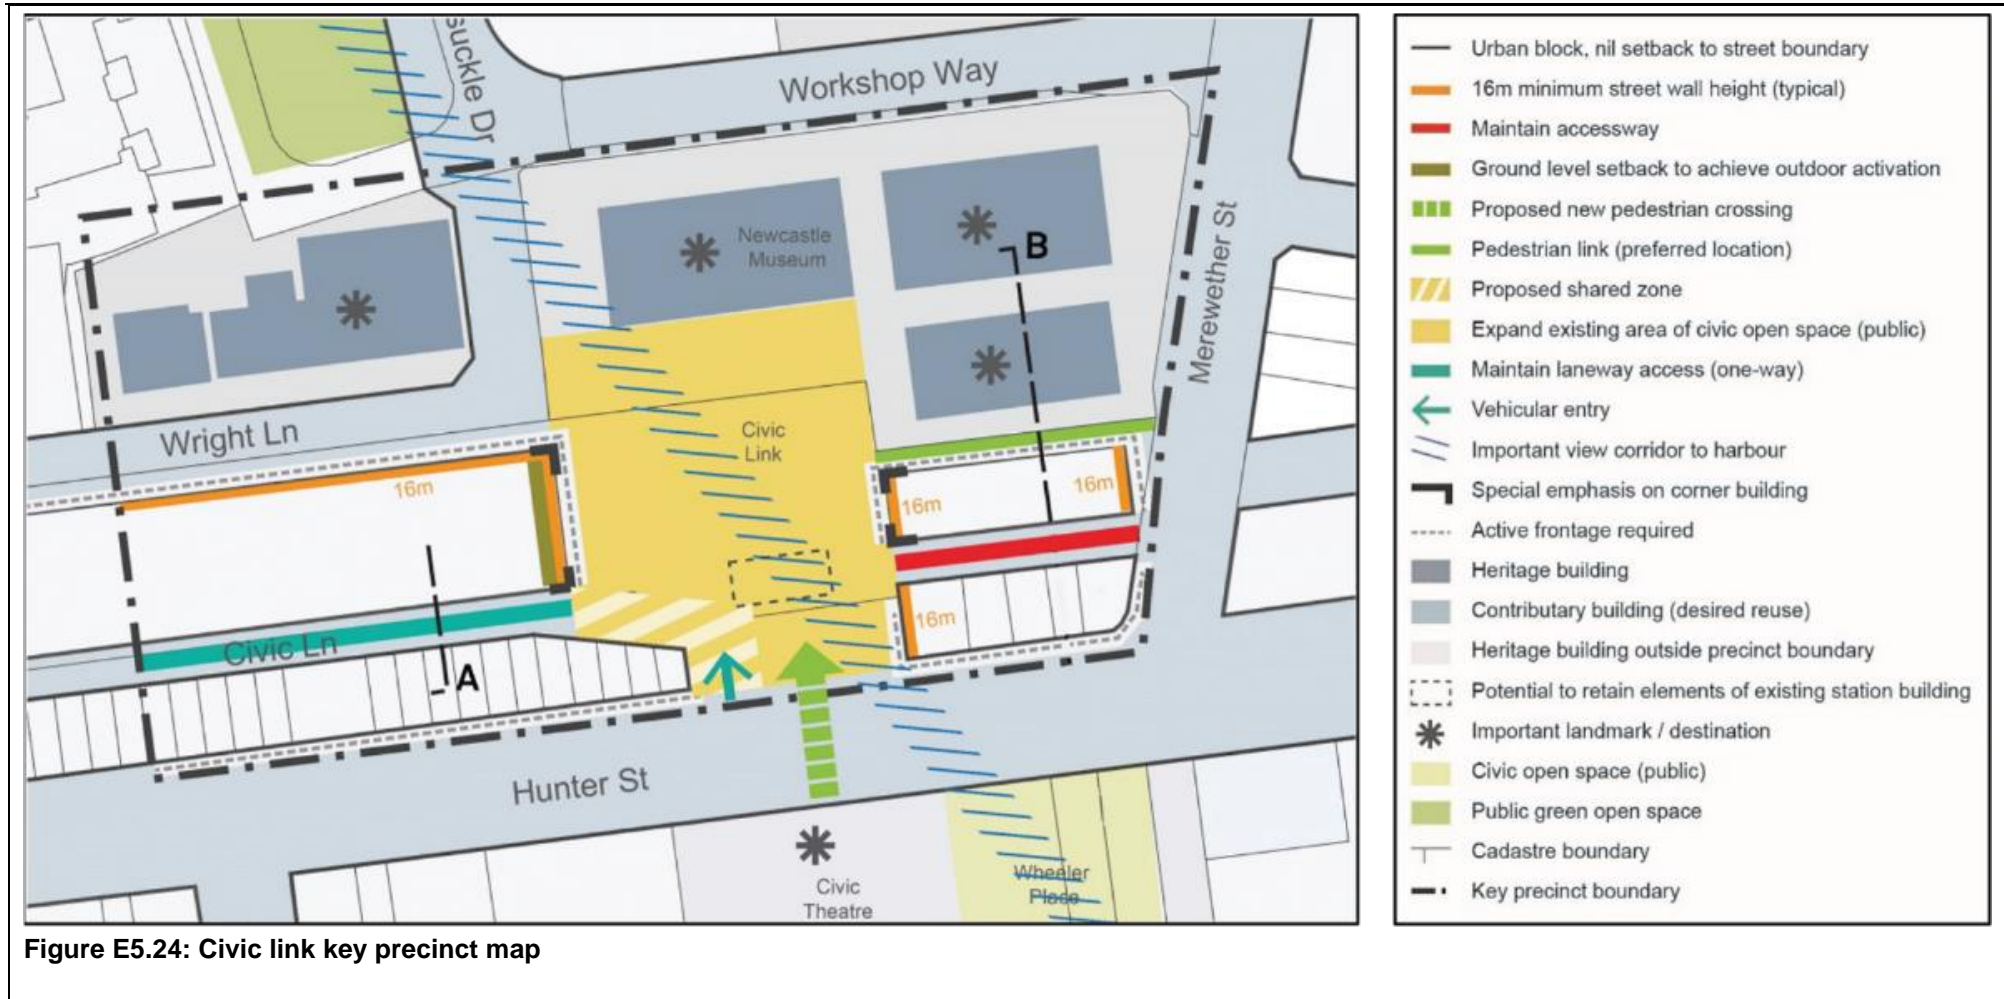 suckle Dr
Workshop Way
Newcastle
Museum
B
Merewether St
Wright Ln
Civic
Link
16m
16m
16m
16m
Civic Ln
A
Hunter St
Civic
Theatre
Wheeler
Place
Urban block, nil setback to street boundary
16m minimum street wall height (typical)
Maintain accessway
Ground level setback to achieve outdoor activation
Proposed new pedestrian crossing
Pedestrian link (preferred location)
Proposed shared zone
Expand existing area of civic open space (public)
Maintain laneway access (one-way)
Vehicular entry
Important view corridor to harbour
Special emphasis on corner building
Active frontage required
Heritage building
Contributary building (desired reuse)
Heritage building outside precinct boundary
Potential to retain elements of existing station building
Important landmark / destination
Civic open space (public)
Public green open space
Cadastre boundary
Key precinct boundary
Figure E5.24: Civic link key precinct map